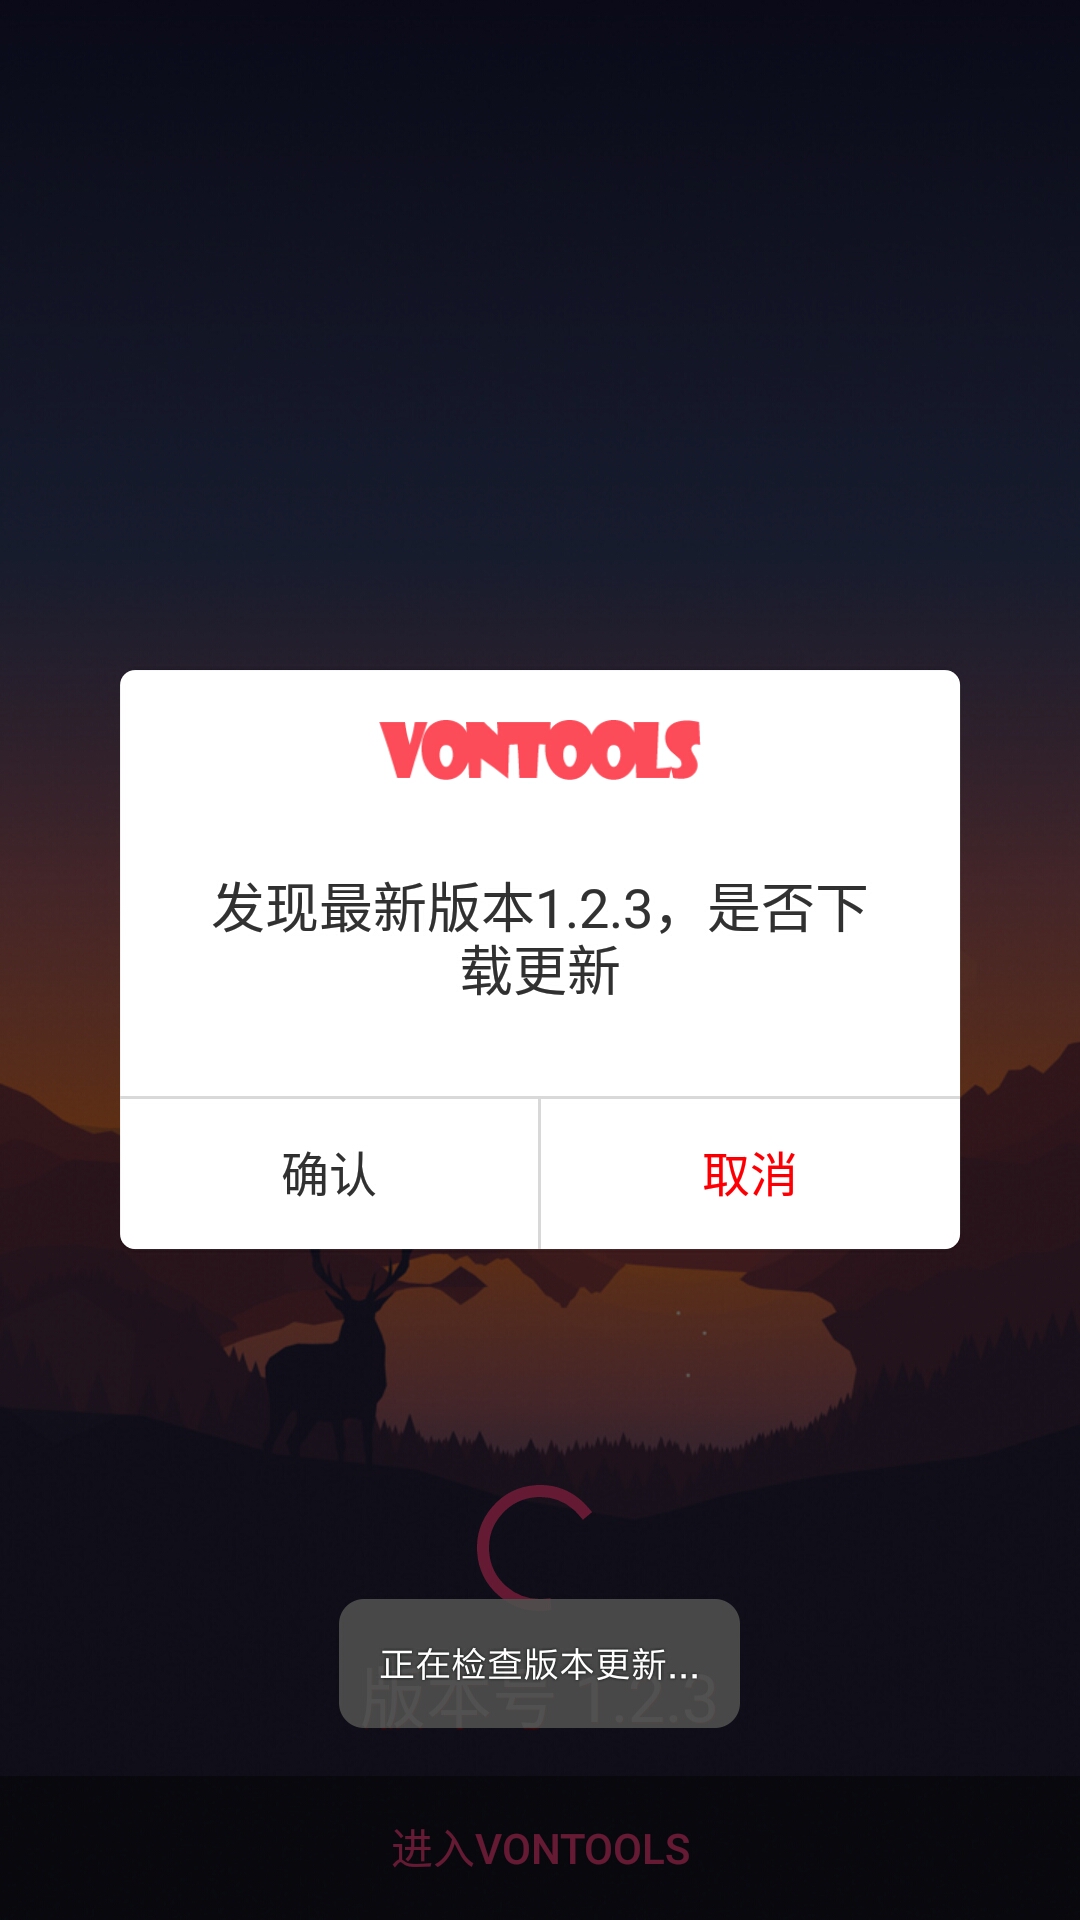 VONTOOLS
发现最新版本1.2.3，是否下
载更新
确认
取消
正在检查版本更新...
版本号 1.2.3
进入VONTOOLS